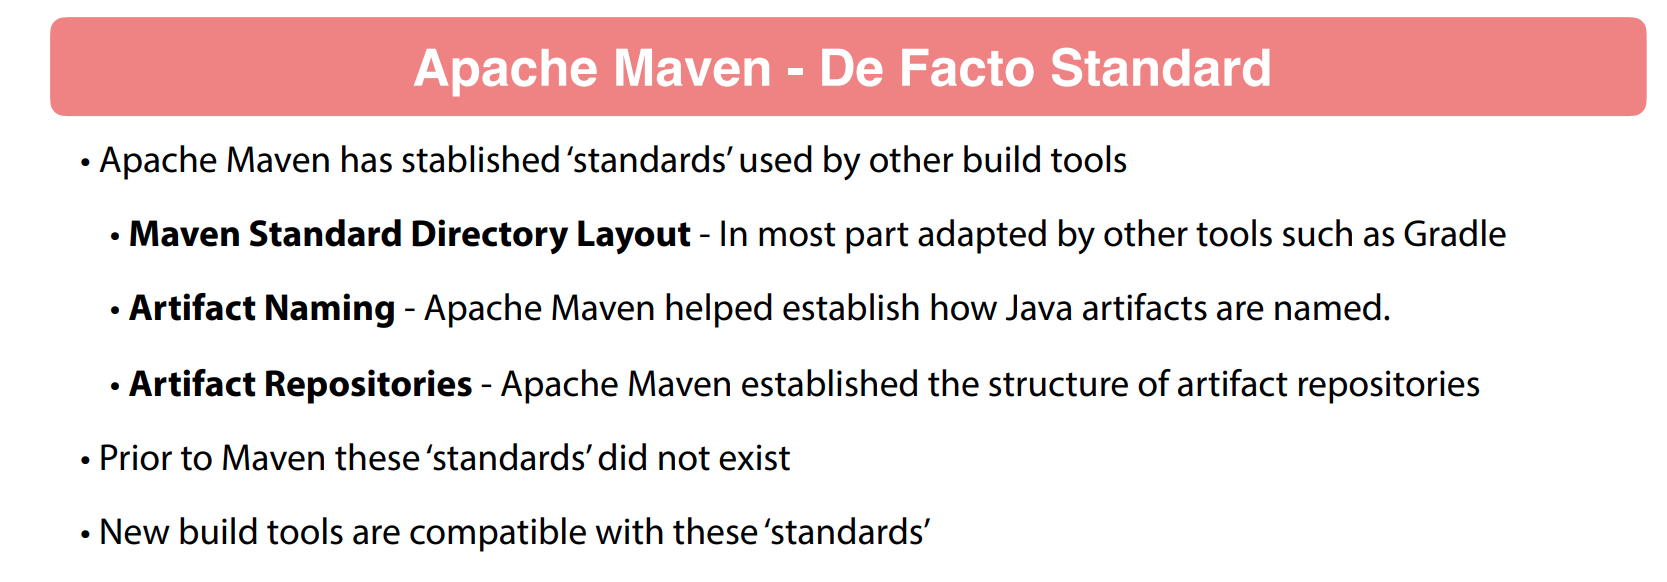 Apache Maven - De Facto Standard
• Apache Maven has stablished ‘standards’ used by other build tools
• Maven Standard Directory Layout - In most part adapted by other tools such as Gradle
• Artifact Naming - Apache Maven helped establish how Java artifacts are named.
• Artifact Repositories - Apache Maven established the structure of artifact repositories
• Prior to Maven these ‘standards’ did not exist
• New build tools are compatible with these ‘standards’